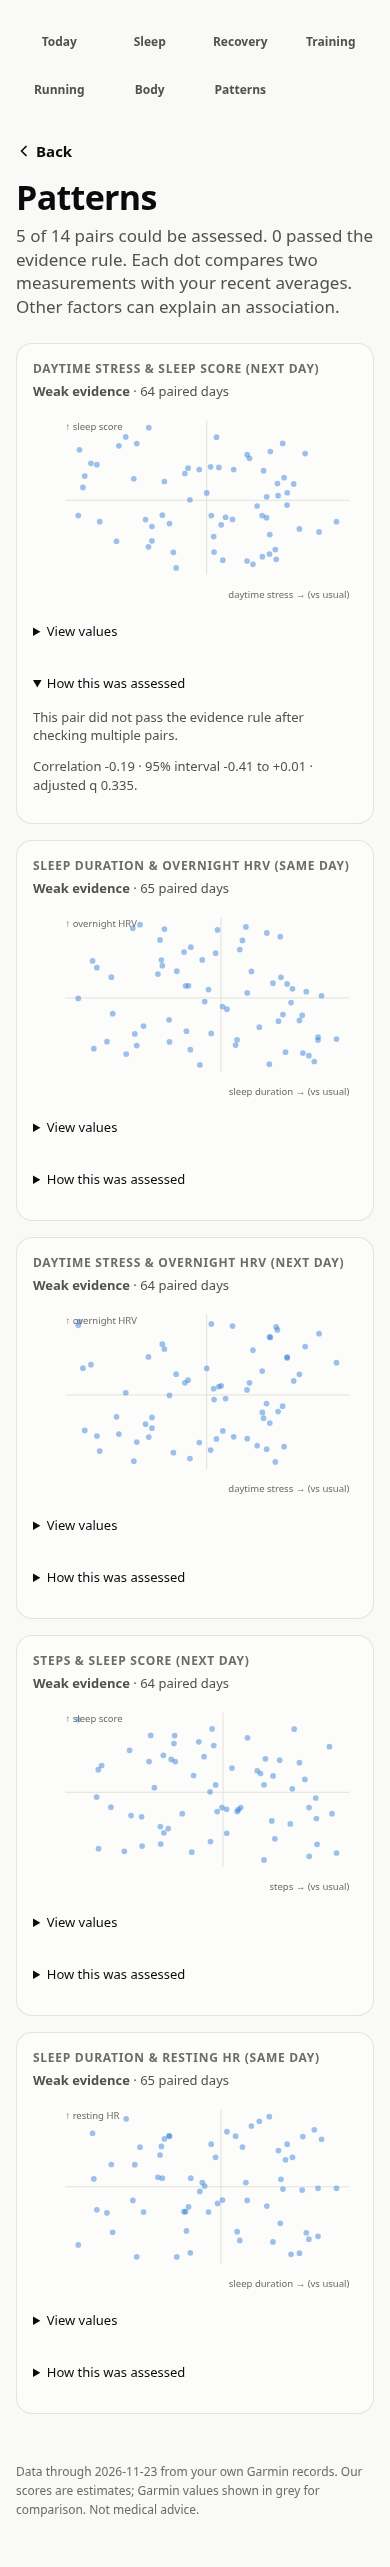 Today Sleep Recovery Training
Running Body Patterns
Back
Patterns
5 of 14 pairs could be assessed. 0 passed the
evidence rule. Each dot compares two
measurements with your recent averages.
Other factors can explain an association.
DAYTIME STRESS & SLEEP SCORE (NEXT DAY)
Weak evidence · 64 paired days
↑ sleep score
daytime stress → (vs usual)
▶ View values
▼ How this was assessed
This pair did not pass the evidence rule after
checking multiple pairs.
Correlation -0.19 · 95% interval -0.41 to +0.01 ·
adjusted q 0.335.
SLEEP DURATION & OVERNIGHT HRV (SAME DAY)
Weak evidence · 65 paired days
↑ overnight HRV
sleep duration → (vs usual)
▶ View values
▶ How this was assessed
DAYTIME STRESS & OVERNIGHT HRV (NEXT DAY)
Weak evidence · 64 paired days
↑ overnight HRV
daytime stress → (vs usual)
▶ View values
▶ How this was assessed
STEPS & SLEEP SCORE (NEXT DAY)
Weak evidence · 64 paired days
↑ sleep score
steps → (vs usual)
▶ View values
▶ How this was assessed
SLEEP DURATION & RESTING HR (SAME DAY)
Weak evidence · 65 paired days
↑ resting HR
sleep duration → (vs usual)
▶ View values
▶ How this was assessed
Data through 2026-11-23 from your own Garmin records. Our
scores are estimates; Garmin values shown in grey for
comparison. Not medical advice.